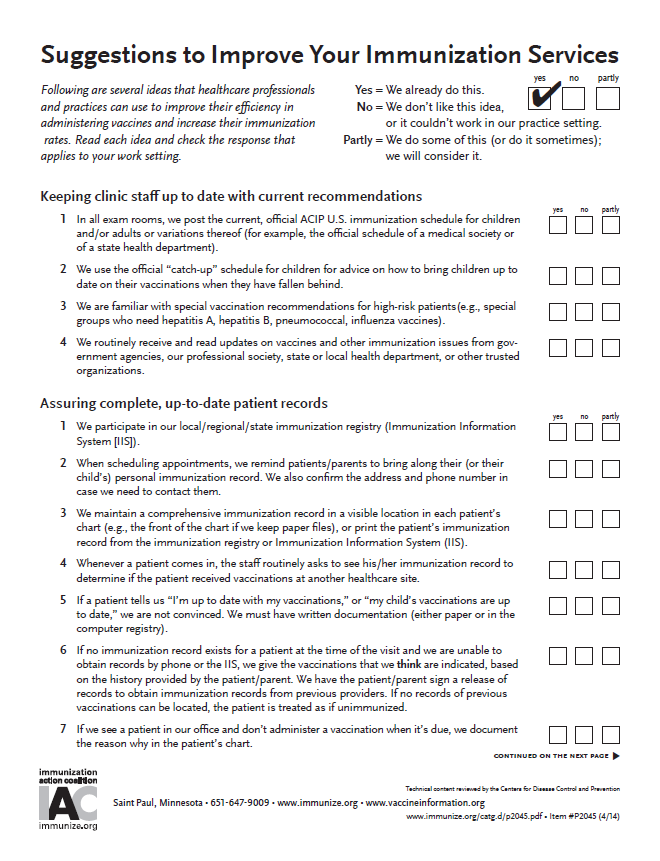 Suggestions to Improve Your Immunization Services
Following are several ideas that healthcare professionals
and practices can use to improve their efficiency in
administering vaccines and increase their immunization
rates. Read each idea and check the response that
applies to your work setting.
Yes = We already do this.
No = We don't like this idea,
or it couldn't work in our practice setting.
Partly = We do some of this (or do it sometimes);
we will consider it.
yes no partly
Keeping clinic staff up to date with current recommendations
yes no partly
1 In all exam rooms, we post the current, official ACIP U.S. immunization schedule for children
and/or adults or variations thereof (for example, the official schedule of a medical society or
of a state health department).
2 We use the official "catch-up" schedule for children for advice on how to bring children up to
date on their vaccinations when they have fallen behind.
3 We are familiar with special vaccination recommendations for high-risk patients(e.g., special
groups who need hepatitis A, hepatitis B, pneumococcal, influenza vaccines).
4 We routinely receive and read updates on vaccines and other immunization issues from gov-
ernment agencies, our professional society, state or local health department, or other trusted
organizations.
Assuring complete, up-to-date patient records
yes no partly
1 We participate in our local/regional/state immunization registry (Immunization Information
System [IIS]).
2 When scheduling appointments, we remind patients/parents to bring along their (or their
child's) personal immunization record. We also confirm the address and phone number in
case we need to contact them.
3 We maintain a comprehensive immunization record in a visible location in each patient's
chart (e.g., the front of the chart if we keep paper files), or print the patient's immunization
record from the immunization registry or Immunization Information System (IIS).
4 Whenever a patient comes in, the staff routinely asks to see his/her immunization record to
determine if the patient received vaccinations at another healthcare site.
5 If a patient tells us "I'm up to date with my vaccinations," or "my child's vaccinations are up
to date," we are not convinced. We must have written documentation (either paper or in the
computer registry).
6 If no immunization record exists for a patient at the time of the visit and we are unable to
obtain records by phone or the IIS, we give the vaccinations that we think are indicated, based
on the history provided by the patient/parent. We have the patient/parent sign a release of
records to obtain immunization records from previous providers. If no records of previous
vaccinations can be located, the patient is treated as if unimmunized.
7 If we see a patient in our office and don't administer a vaccination when it's due, we document
the reason why in the patient's chart.
CONTINUED ON THE NEXT PAGE ▶
immunization
action coalition
IAC
immunize.org
Technical content reviewed by the Centers for Disease Control and Prevention
Saint Paul, Minnesota • 651-647-9009 • www.immunize.org • www.vaccineinformation.org
www.immunize.org/catg.d/p2045.pdf • Item #P2045 (4/14)